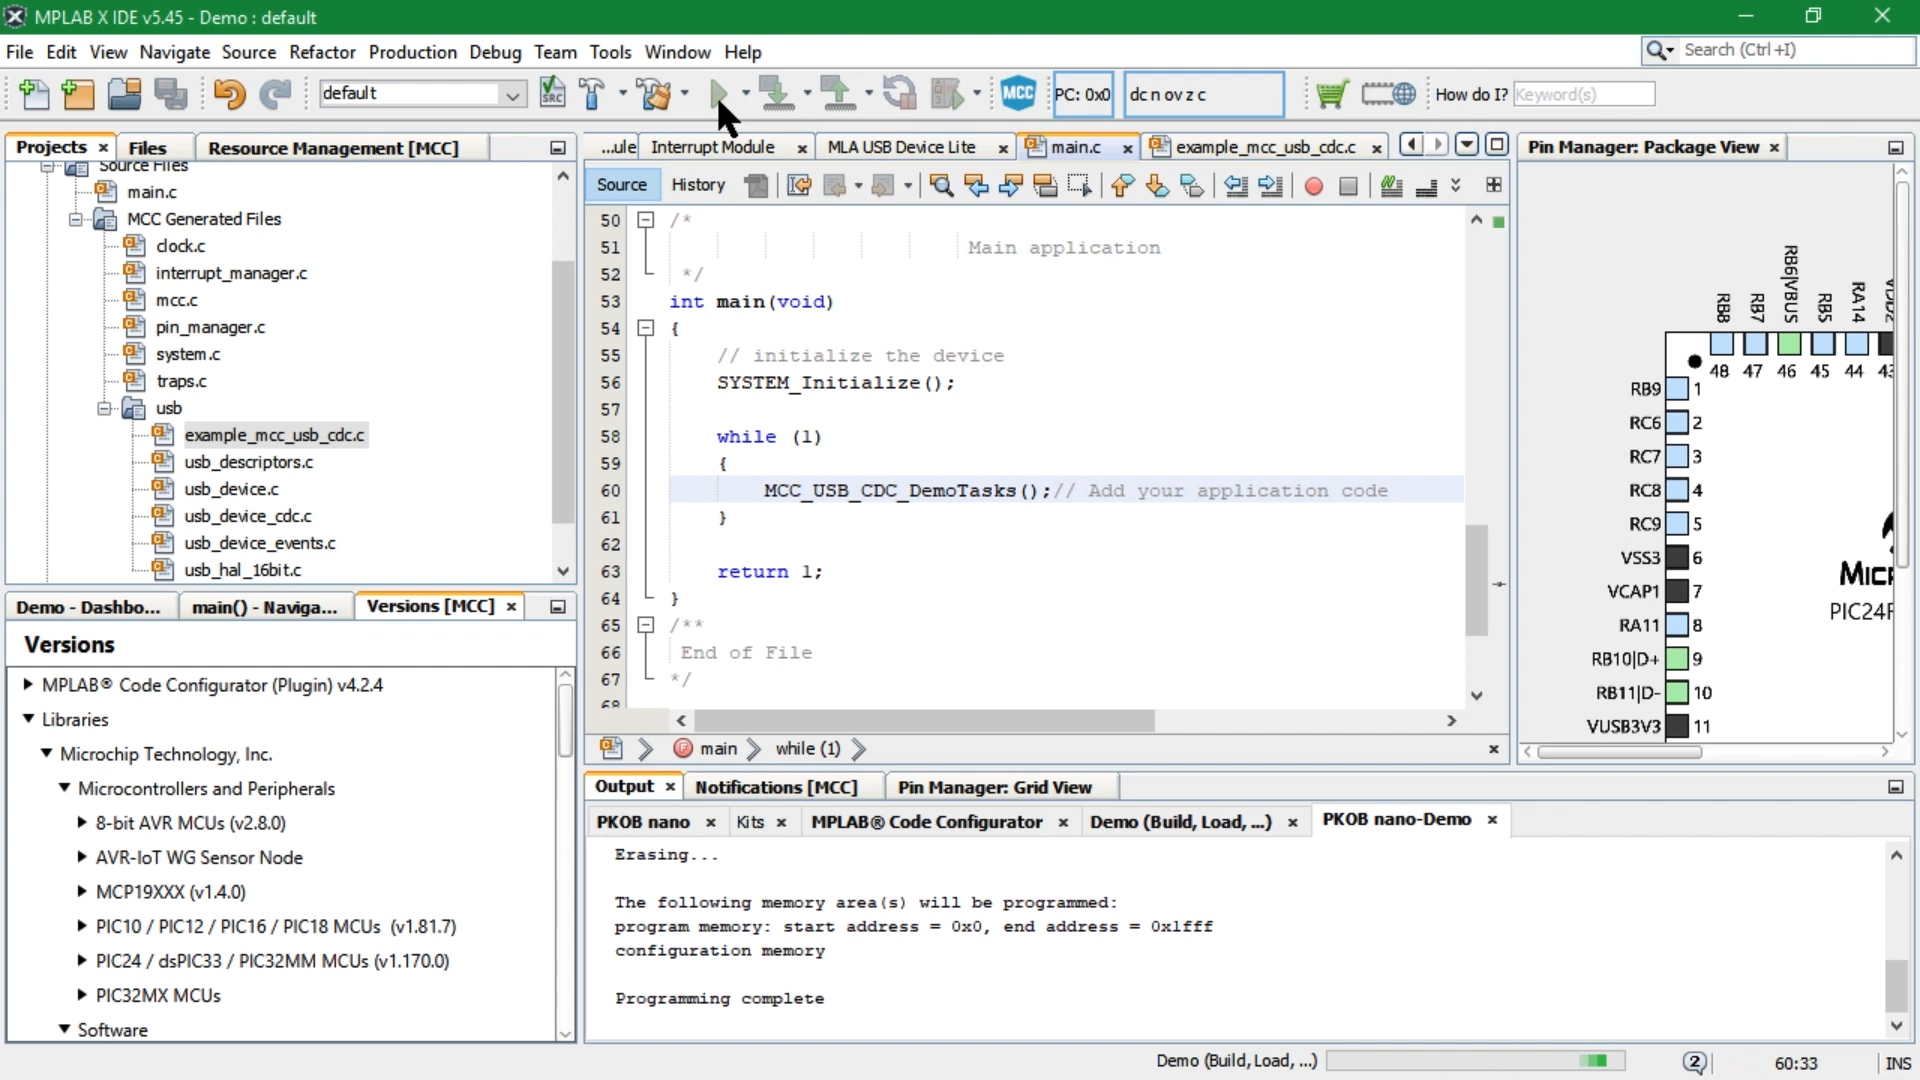 MPLAB X IDE v5.45 - Demo : default
File Edit View Navigate Source Refactor Production Debug Team Tools Window Help
Search (Ctrl+I)
default
SRC
MCC
PC: 0x0
dc n ov z c
How do I?
Keyword(s)
Projects
Files
Resource Management [MCC]
Source Files
main.c
MCC Generated Files
clock.c
interrupt_manager.c
mcc.c
pin_manager.c
system.c
traps.c
usb
example_mcc_usb_cdc.c
usb_descriptors.c
usb_device.c
usb_device_cdc.c
usb_device_events.c
usb_hal_16bit.c
Demo - Dashbo...
main() - Naviga...
Versions [MCC]
Versions
MPLAB® Code Configurator (Plugin) v4.2.4
Libraries
Microchip Technology, Inc.
Microcontrollers and Peripherals
8-bit AVR MCUs (v2.8.0)
AVR-IoT WG Sensor Node
MCP19XXX (v1.4.0)
PIC10 / PIC12 / PIC16 / PIC18 MCUs (v1.81.7)
PIC24 / dsPIC33 / PIC32MM MCUs (v1.170.0)
PIC32MX MCUs
Software
...ule
Interrupt Module
MLA USB Device Lite
main.c
example_mcc_usb_cdc.c
Source
History
50 /*
51 Main application
52 */
53 int main(void)
54 {
55 // initialize the device
56 SYSTEM_Initialize();
57
58 while (1)
59 {
60 MCC_USB_CDC_DemoTasks();// Add your application code
61 }
62
63 return 1;
64 }
65 /**
66 End of File
67 */
68
main
while (1)
Pin Manager: Package View
RB8
RB7
RB6|VBUS
RB5
RA14
48 47 46 45 44 43
RB9 1
RC6 2
RC7 3
RC8 4
RC9 5
VSS3 6
VCAP1 7
RA11 8
RB10|D+ 9
RB11|D- 10
VUSB3V3 11
Output
Notifications [MCC]
Pin Manager: Grid View
PKOB nano
Kits
MPLAB® Code Configurator
Demo (Build, Load, ...)
PKOB nano-Demo
Erasing...
The following memory area(s) will be programmed:
program memory: start address = 0x0, end address = 0x1fff
configuration memory
Programming complete
Demo (Build, Load, ...)
2
60:33
INS